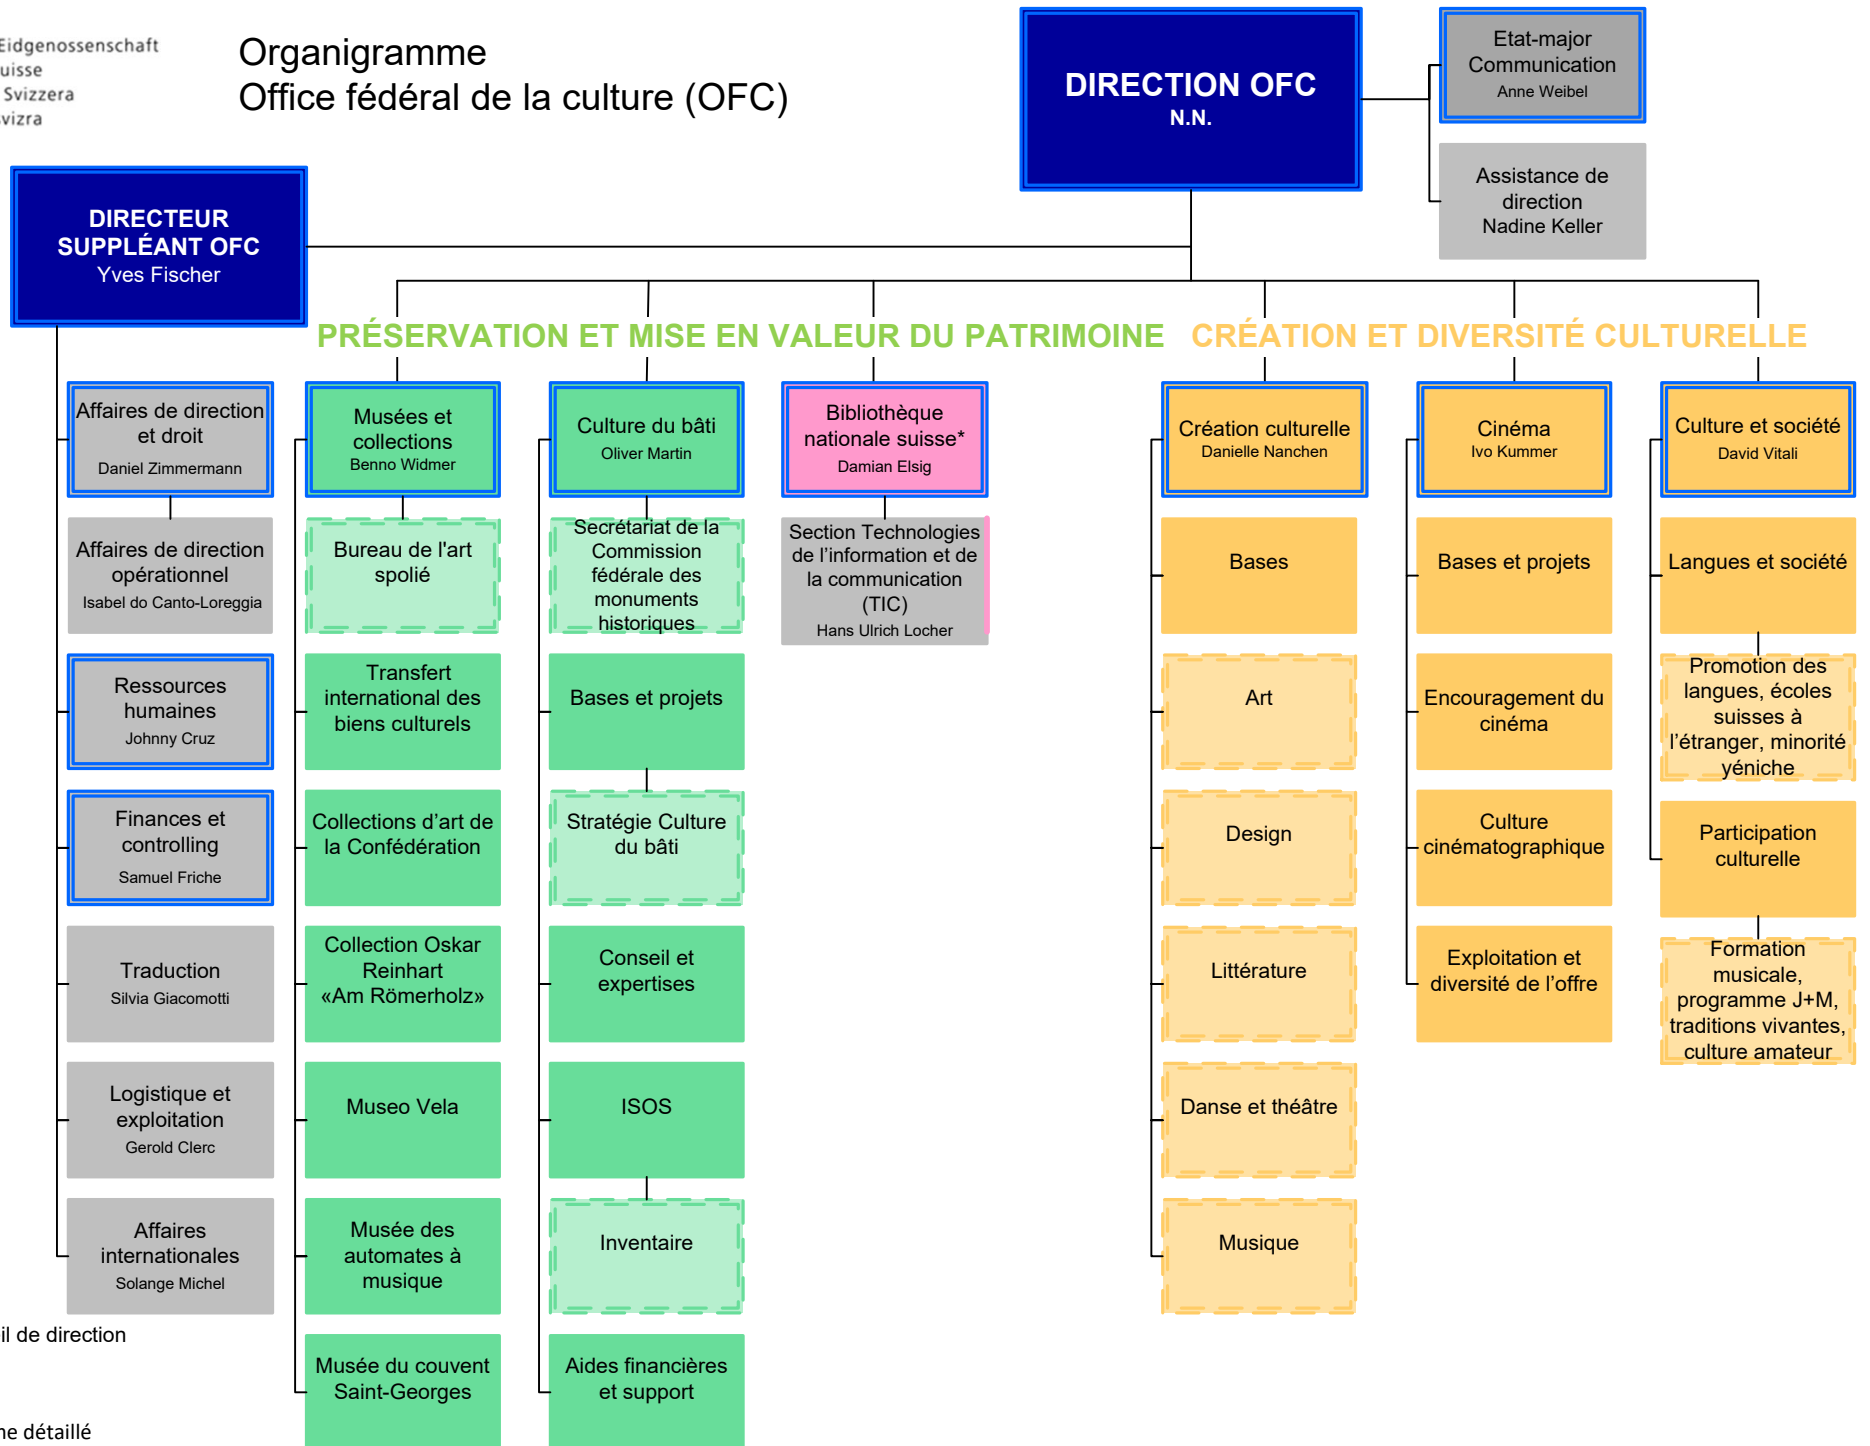 Eidgenossenschaft
Svizzera
Organigramme
Office fédéral de la culture (OFC)
DIRECTION OFC
N.N.
Etat-major
Communication
Anne Weibel
Assistance de
direction
Nadine Keller
DIRECTEUR
SUPPLÉANT OFC
Yves Fischer
PRÉSERVATION ET MISE EN VALEUR DU PATRIMOINE
CRÉATION ET DIVERSITÉ CULTURELLE
Affaires de direction
et droit
Daniel Zimmermann
Affaires de direction
opérationnel
Isabel do Canto-Loreggia
Ressources
humaines
Johnny Cruz
Finances et
controlling
Samuel Friche
Traduction
Silvia Giacomotti
Logistique et
exploitation
Gerold Clerc
Affaires
internationales
Solange Michel
Musées et
collections
Benno Widmer
Bureau de l'art
spolié
Transfert
international des
biens culturels
Collections d’art de
la Confédération
Collection Oskar
Reinhart
«Am Römerholz»
Museo Vela
Musée des
automates à
musique
Musée du couvent
Saint-Georges
Culture du bâti
Oliver Martin
Secrétariat de la
Commission
fédérale des
monuments
historiques
Bases et projets
Stratégie Culture
du bâti
Conseil et
expertises
ISOS
Inventaire
Aides financières
et support
Bibliothèque
nationale suisse*
Damian Elsig
Section Technologies
de l’information et de
la communication
(TIC)
Hans Ulrich Locher
Création culturelle
Danielle Nanchen
Bases
Art
Design
Littérature
Danse et théâtre
Musique
Cinéma
Ivo Kummer
Bases et projets
Encouragement du
cinéma
Culture
cinématographique
Exploitation et
diversité de l’offre
Culture et société
David Vitali
Langues et société
Promotion des
langues, écoles
suisses à
l’étranger, minorité
yéniche
Participation
culturelle
Formation
musicale,
programme J+M,
traditions vivantes,
culture amateur
de direction
détaillé